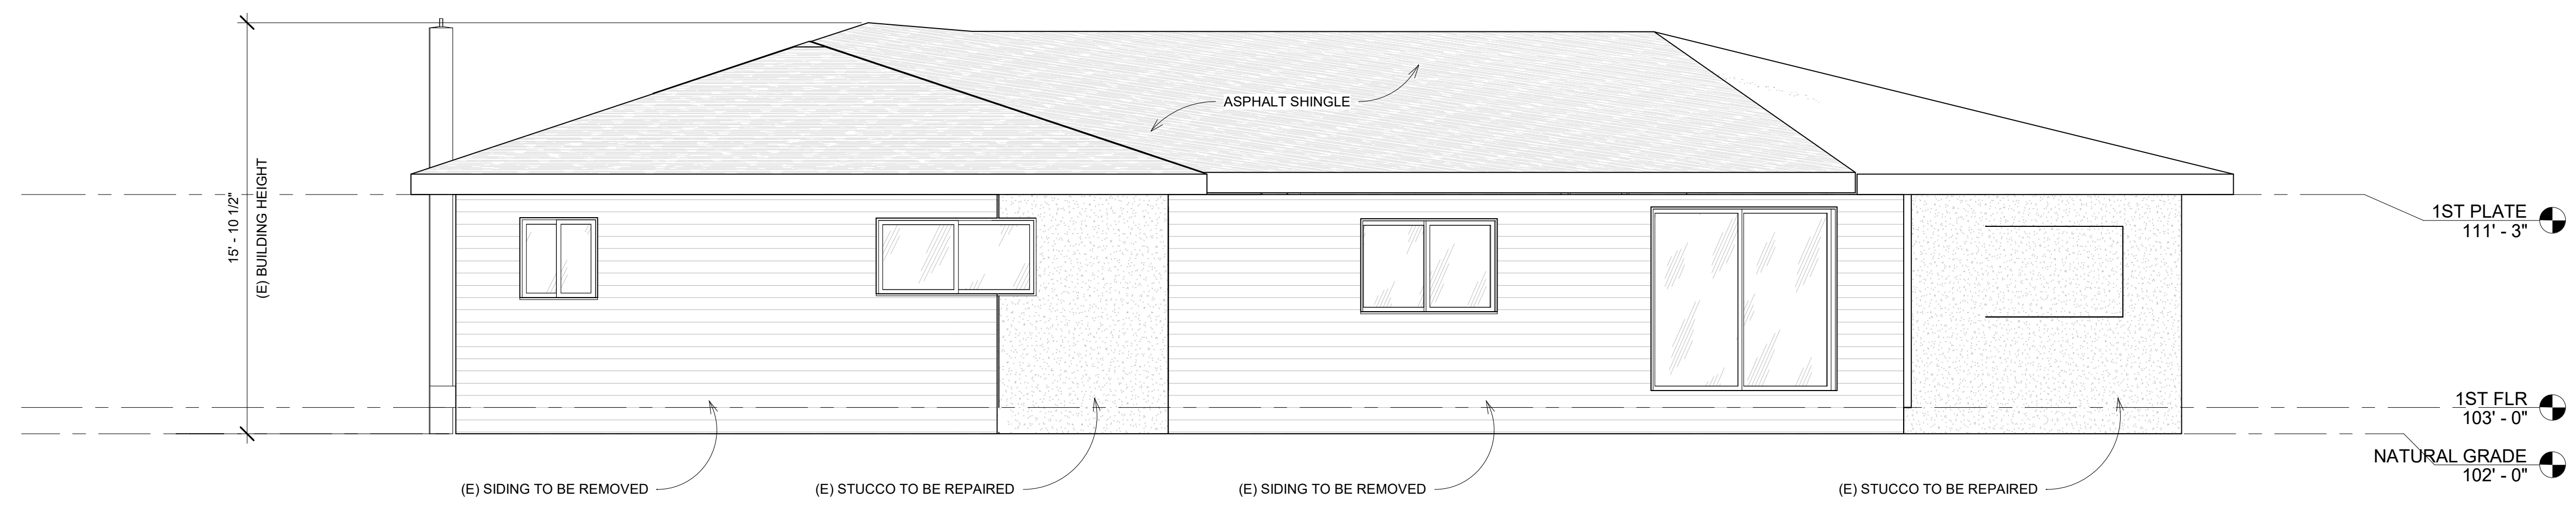 ASPHALT SHINGLE
15' - 10 1/2"
(E) BUILDING HEIGHT
1ST PLATE
111' - 3"
1ST FLR
103' - 0"
NATURAL GRADE
102' - 0"
(E) SIDING TO BE REMOVED
(E) STUCCO TO BE REPAIRED
(E) SIDING TO BE REMOVED
(E) STUCCO TO BE REPAIRED